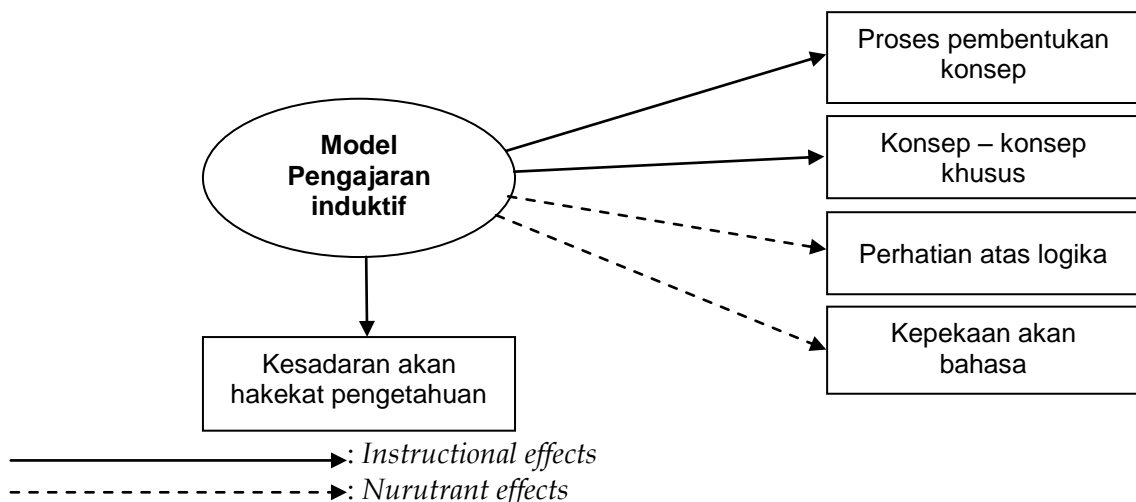 Proses pembentukan
konsep
Model
Pengajaran
induktif
Konsep – konsep
khusus
Perhatian atas logika
Kepekaan akan
bahasa
Kesadaran akan
hakekat pengetahuan
: Instructional effects
: Nurutrant effects